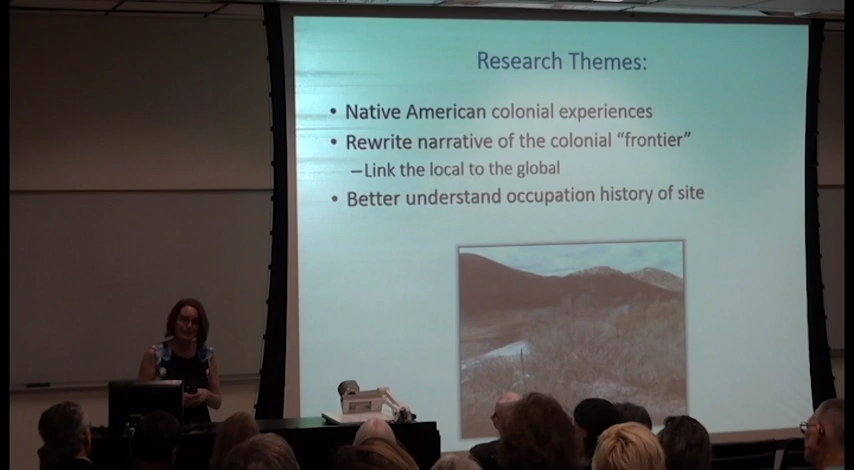 Research Themes:
• Native American colonial experiences
• Rewrite narrative of the colonial “frontier”
–Link the local to the global
• Better understand occupation history of site